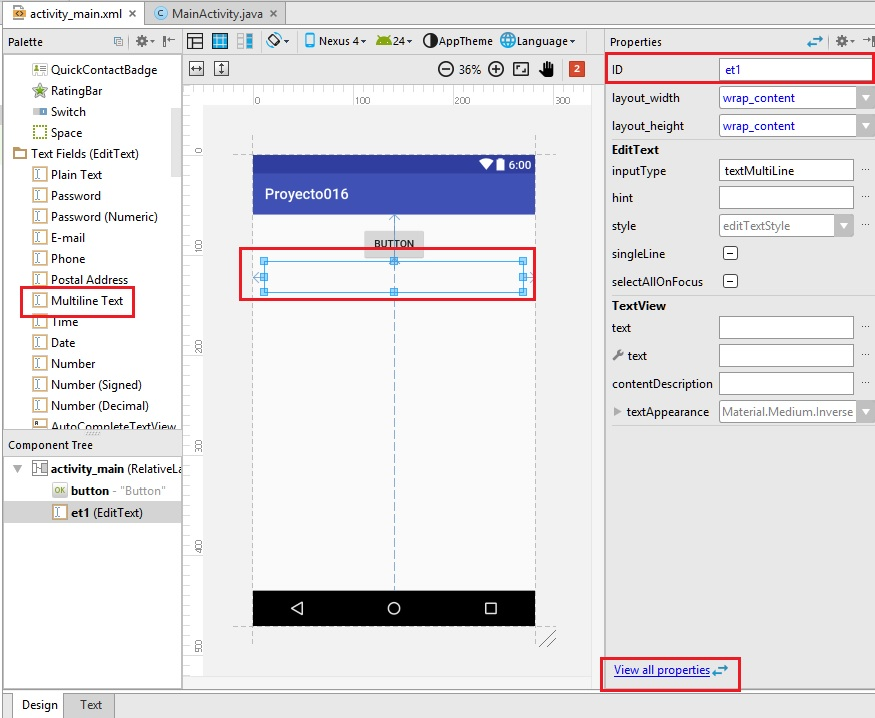 activity_main.xml ×
MainActivity.java ×
Palette
QuickContactBadge
RatingBar
Switch
Space
Text Fields (EditText)
Plain Text
Password
Password (Numeric)
E-mail
Phone
Postal Address
Multiline Text
Time
Date
Number
Number (Signed)
Number (Decimal)
AutoCompleteTextView
Component Tree
activity_main (RelativeLa
OK button - "Button"
et1 (EditText)
Nexus 4
24
AppTheme
Language
36%
2
0 100 200 300
0
100
200
300
400
500
6:00
Proyecto016
BUTTON
Properties
ID et1
layout_width wrap_content
layout_height wrap_content
EditText
inputType textMultiLine ...
hint ...
style editTextStyle ...
singleLine
selectAllOnFocus
TextView
text ...
text ...
contentDescription ...
textAppearance Material.Medium.Inverse
View all properties
Design Text